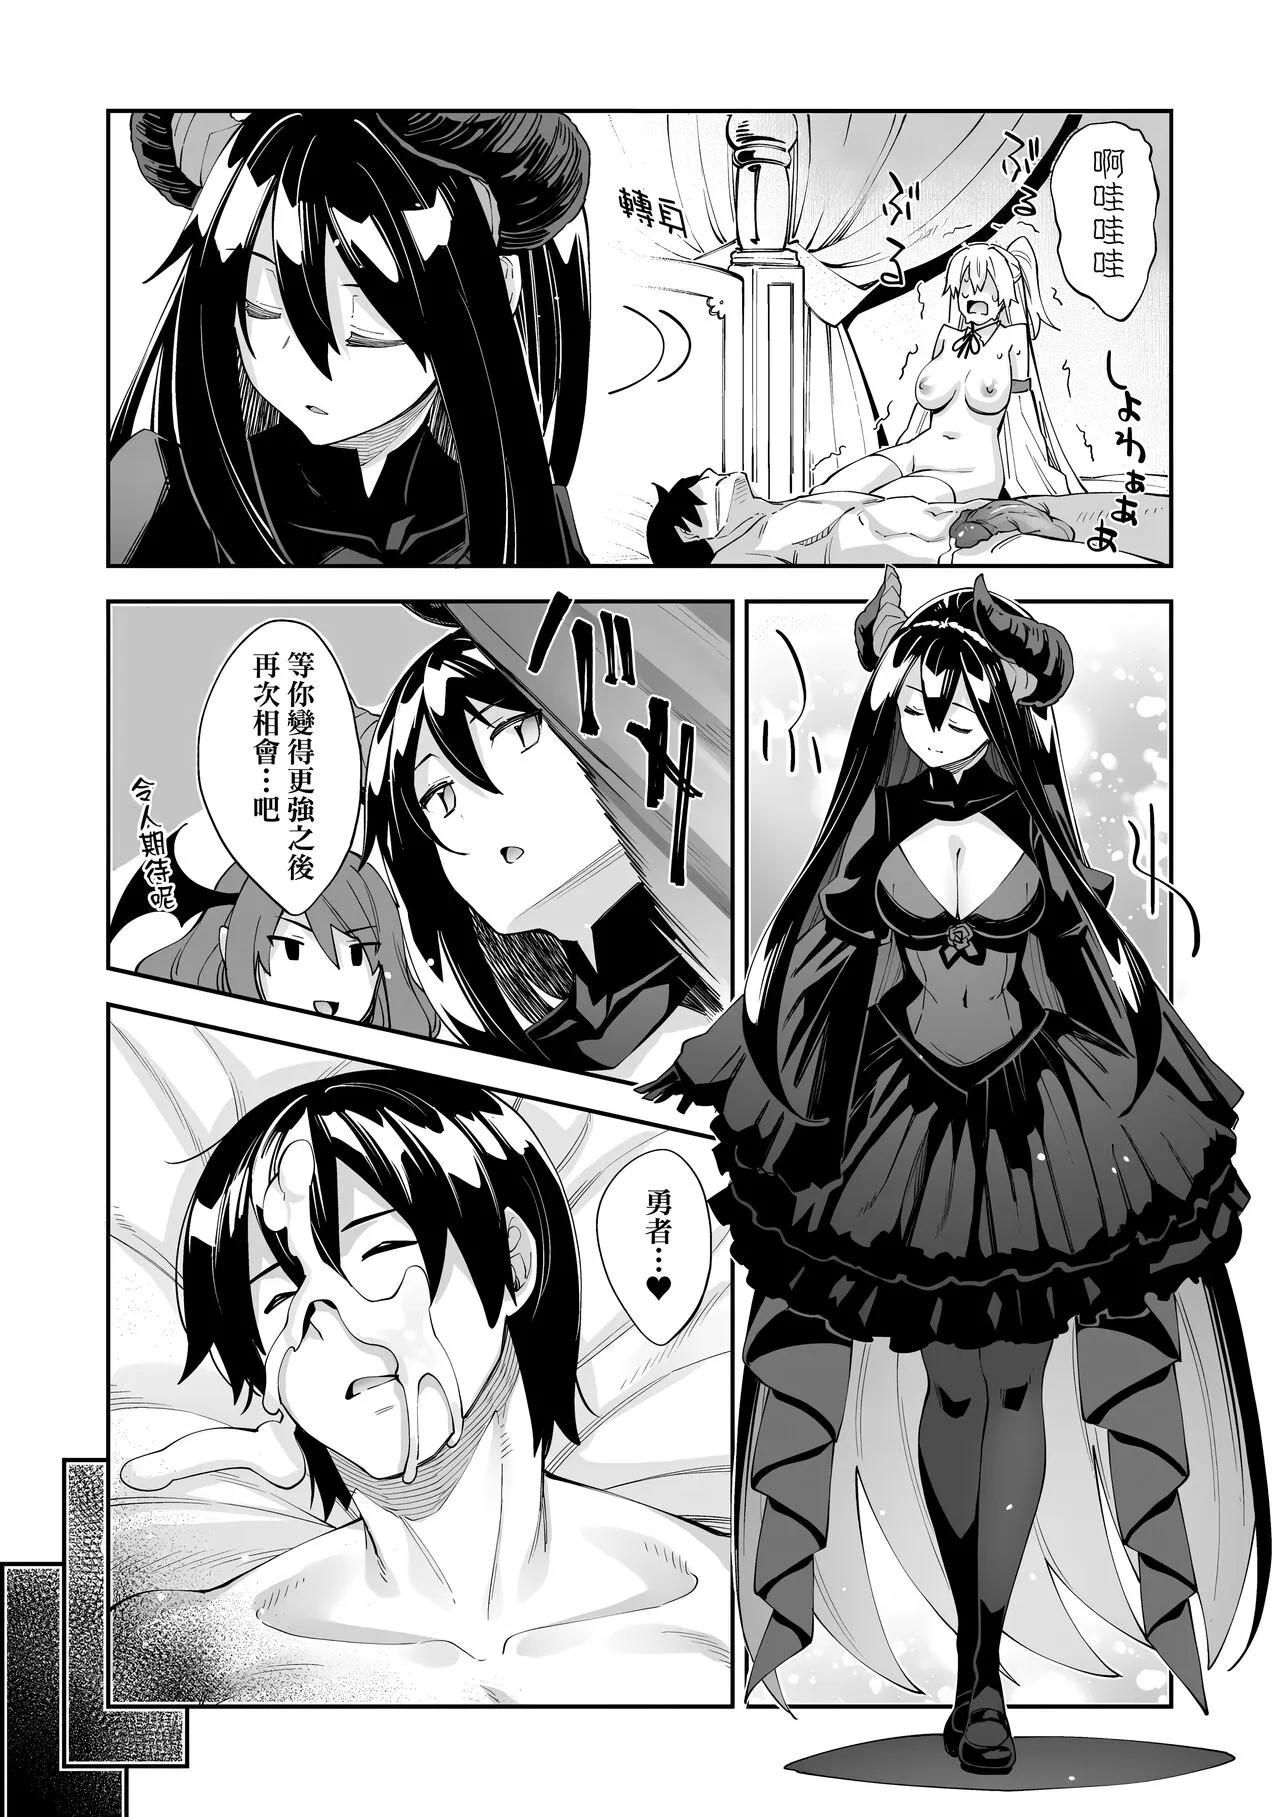 啊哇哇哇
ぶる
ぶる
しょわぁぁぁ
轉身
等你變得更強之後
再次相會…吧
令人期待呢
勇者…♥